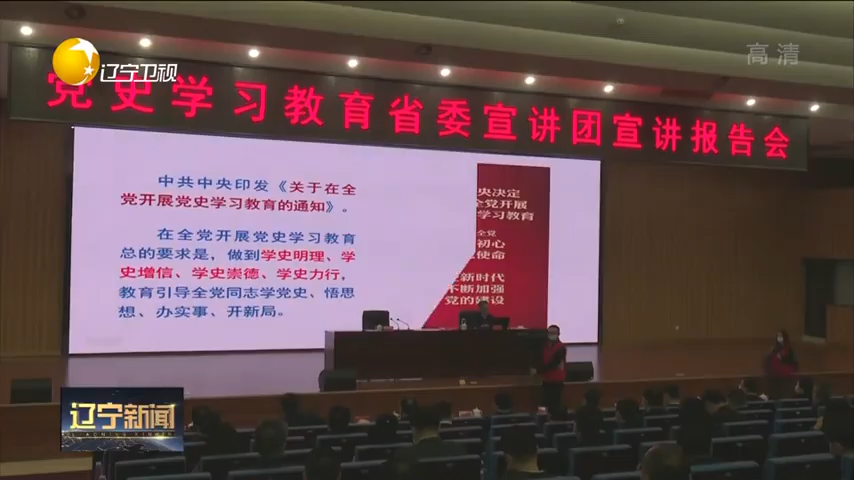 辽宁卫视
高清
党史学习教育省委宣讲团宣讲报告会
中共中央印发《关于在全
党开展党史学习教育的通知》。
在全党开展党史学习教育
总的要求是，做到学史明理、学
史增信、学史崇德、学史力行，
教育引导全党同志学党史、悟思
想、办实事、开新局。
央决定
全党开展
学习教育
全党
初心
使命
新时代
不断加强
党的建设
辽宁新闻
LIAONING XINWEN